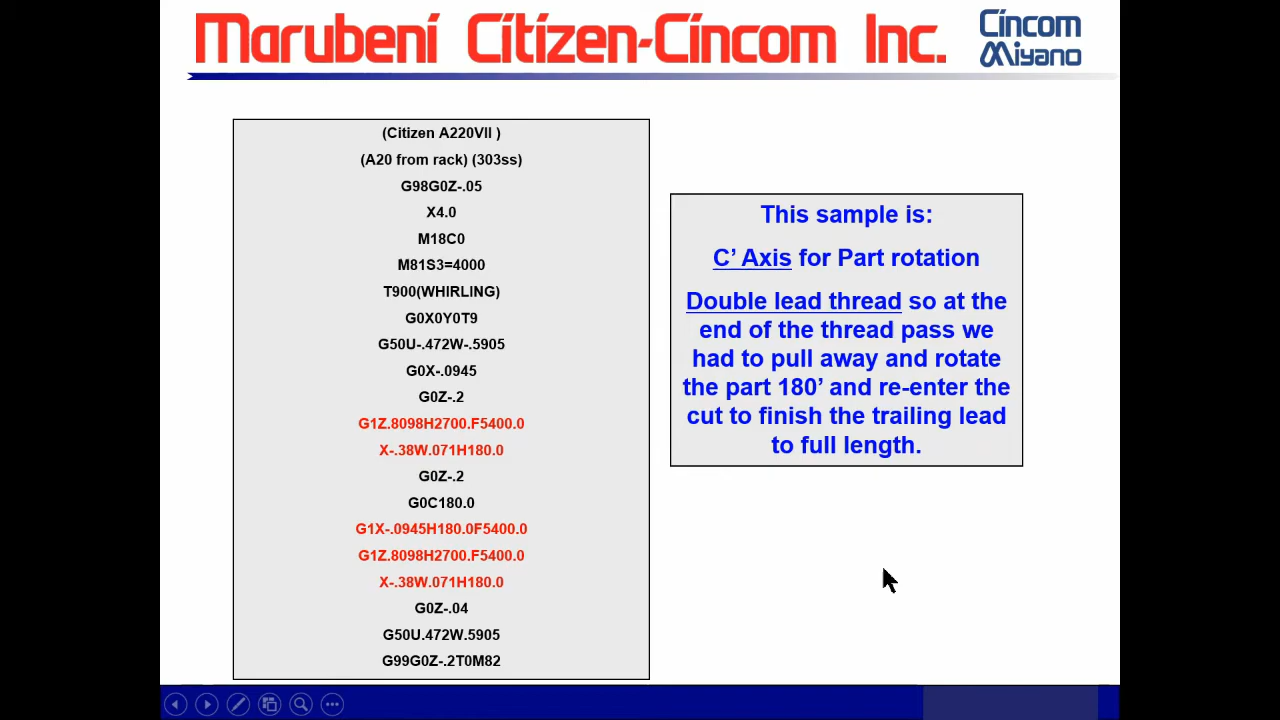 Marubeni Citizen-Cincom Inc.
Cincom
Miyano
(Citizen A220VII )
(A20 from rack) (303ss)
G98G0Z-.05
X4.0
M18C0
M81S3=4000
T900(WHIRLING)
G0X0Y0T9
G50U-.472W-.5905
G0X-.0945
G0Z-.2
G1Z.8098H2700.F5400.0
X-.38W.071H180.0
G0Z-.2
G0C180.0
G1X-.0945H180.0F5400.0
G1Z.8098H2700.F5400.0
X-.38W.071H180.0
G0Z-.04
G50U.472W.5905
G99G0Z-.2T0M82
This sample is:
C’ Axis for Part rotation
Double lead thread so at the
end of the thread pass we
had to pull away and rotate
the part 180’ and re-enter the
cut to finish the trailing lead
to full length.